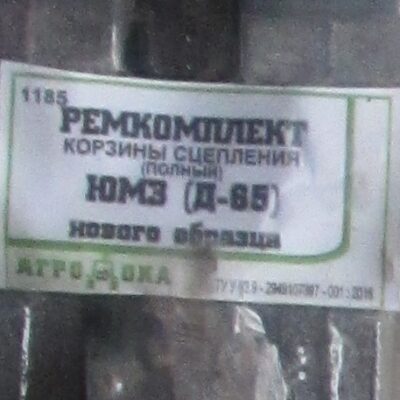 1185
РЕМКОМПЛЕКТ
КОРЗИНЫ СЦЕПЛЕНИЯ
(ПОЛНЫЙ)
ЮМЗ (Д-65)
нового образца